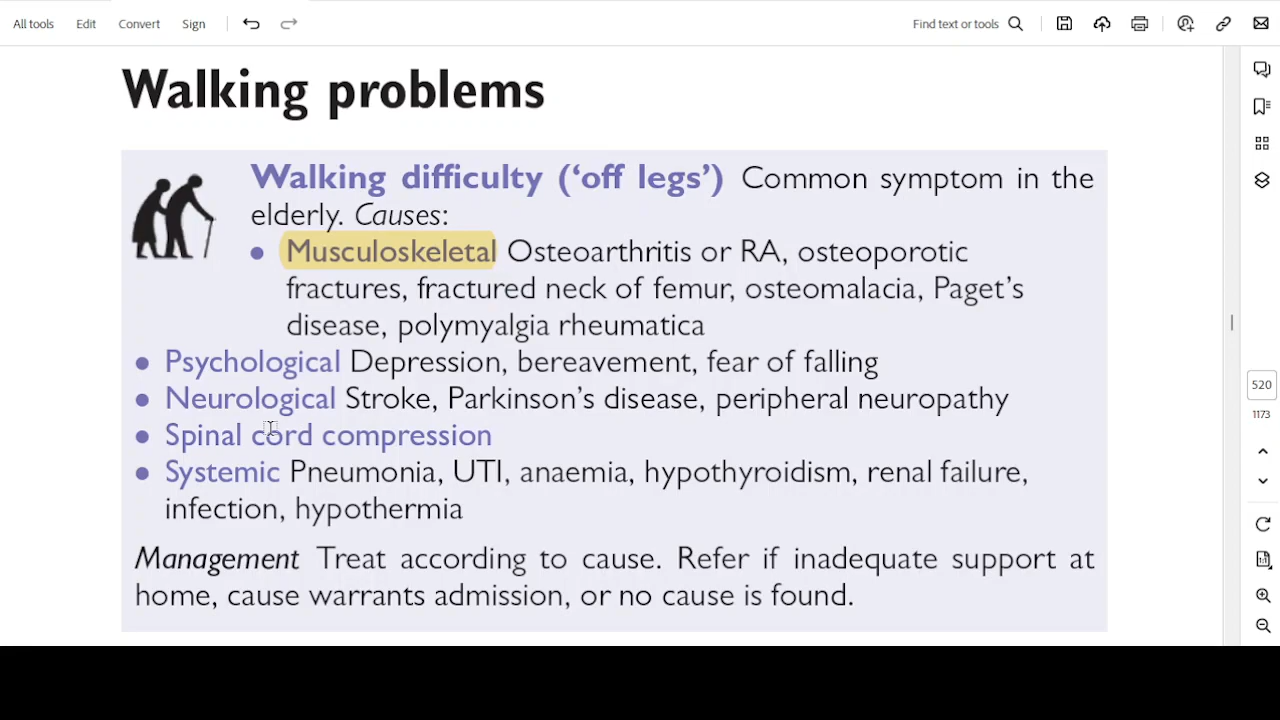 All tools Edit Convert Sign Find text or tools
Walking problems
Walking difficulty (‘off legs’) Common symptom in the
elderly. Causes:
• Musculoskeletal Osteoarthritis or RA, osteoporotic
fractures, fractured neck of femur, osteomalacia, Paget’s
disease, polymyalgia rheumatica
• Psychological Depression, bereavement, fear of falling
• Neurological Stroke, Parkinson’s disease, peripheral neuropathy
• Spinal cord compression
• Systemic Pneumonia, UTI, anaemia, hypothyroidism, renal failure,
infection, hypothermia
Management Treat according to cause. Refer if inadequate support at
home, cause warrants admission, or no cause is found.
520
1173